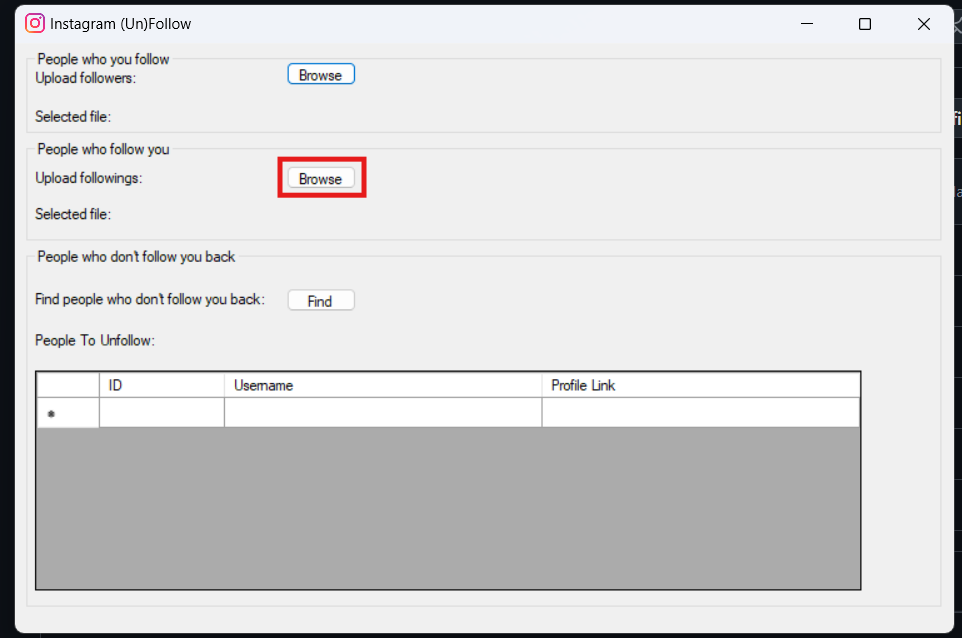 Instagram (Un)Follow
People who you follow
Upload followers:
Browse
Selected file:
People who follow you
Upload followings:
Browse
Selected file:
People who don't follow you back
Find people who don't follow you back:
Find
People To Unfollow:
ID Username Profile Link
*
fi